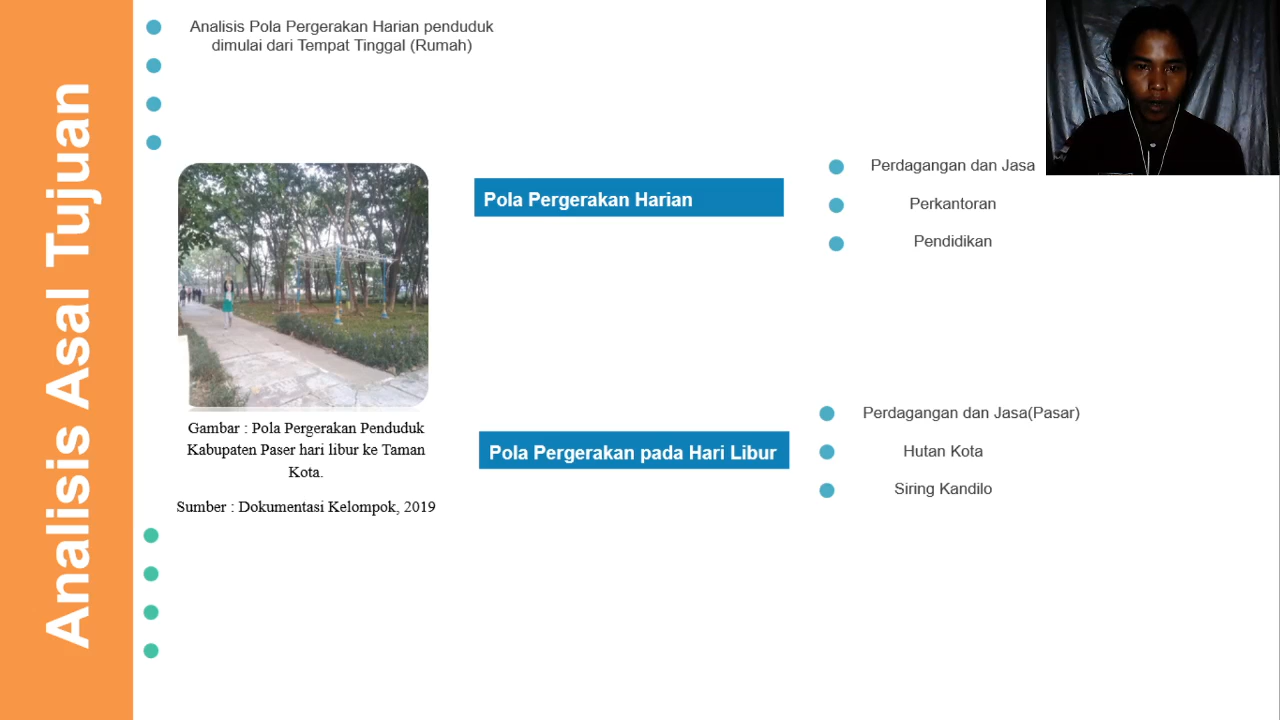 Analisis Asal Tujuan
Analisis Pola Pergerakan Harian penduduk
dimulai dari Tempat Tinggal (Rumah)
Gambar : Pola Pergerakan Penduduk
Kabupaten Paser hari libur ke Taman
Kota.
Sumber : Dokumentasi Kelompok, 2019
Pola Pergerakan Harian
Perdagangan dan Jasa
Perkantoran
Pendidikan
Pola Pergerakan pada Hari Libur
Perdagangan dan Jasa(Pasar)
Hutan Kota
Siring Kandilo